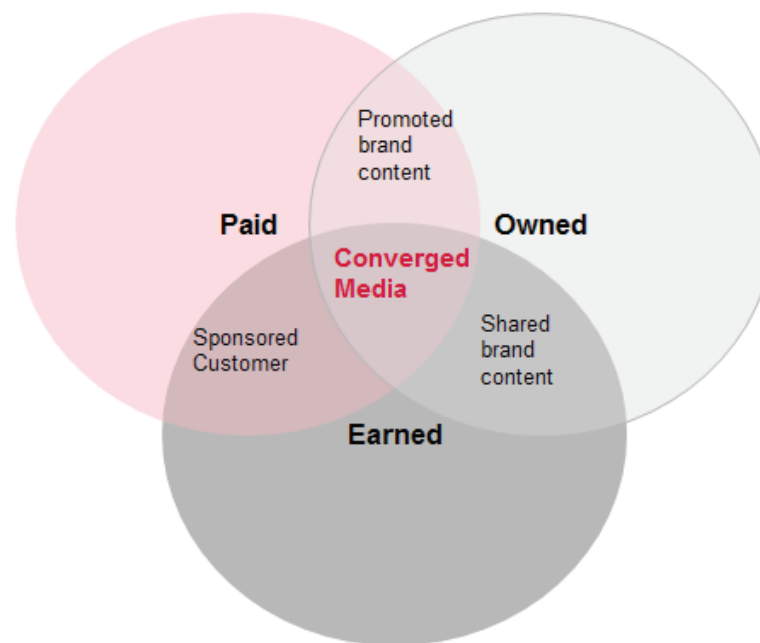 Promoted
brand
content
Paid
Owned
Converged
Media
Sponsored
Customer
Shared
brand
content
Earned